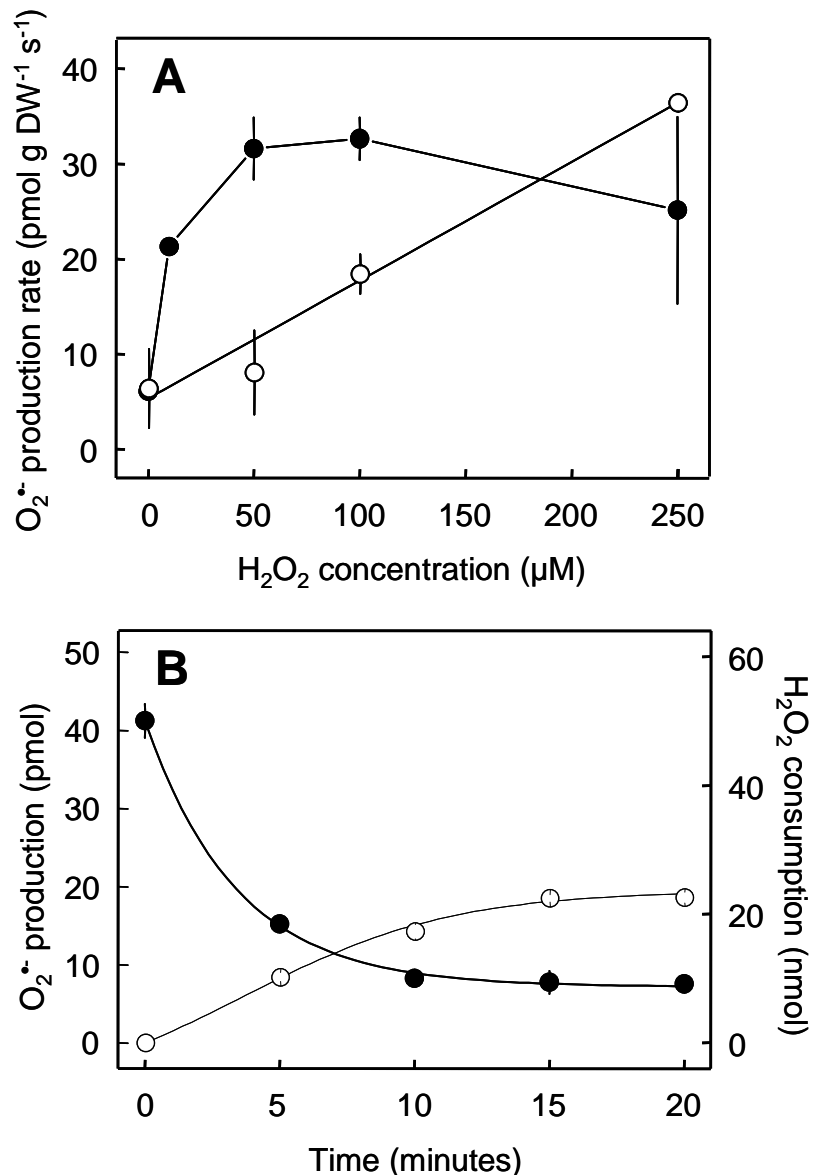 A
O₂•⁻ production rate (pmol g DW⁻¹ s⁻¹)
40
30
20
10
0
0 50 100 150 200 250
H₂O₂ concentration (µM)
B
O₂•⁻ production (pmol)
50
40
30
20
10
0
60
40
20
0
H₂O₂ consumption (nmol)
0 5 10 15 20
Time (minutes)